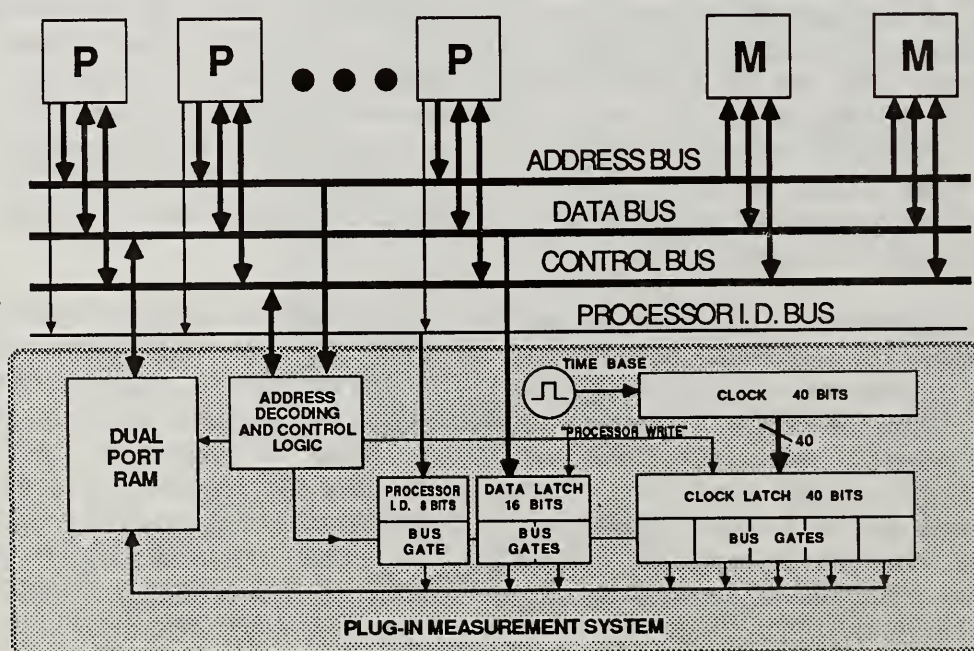 P
P
P
M
M
ADDRESS BUS
DATA BUS
CONTROL BUS
PROCESSOR I. D. BUS
TIME BASE
CLOCK 40 BITS
ADDRESS
DECODING
AND CONTROL
LOGIC
DUAL
PORT
RAM
"PROCESSOR WRITE"
40
PROCESSOR
I. D. 8 BITS
DATA LATCH
16 BITS
CLOCK LATCH 40 BITS
BUS
GATE
BUS
GATES
BUS GATES
PLUG-IN MEASUREMENT SYSTEM